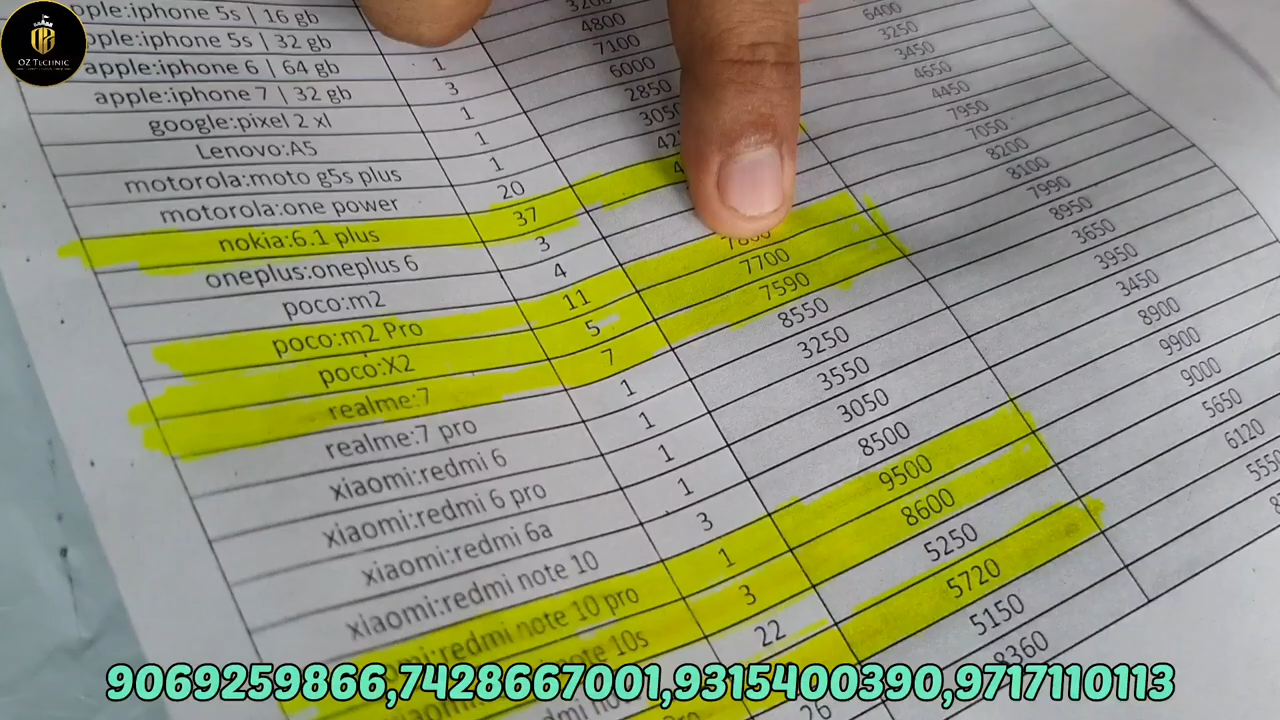 apple:iphone 5s | 16 gb
apple:iphone 5s | 32 gb
apple:iphone 6 | 64 gb 1 4800
apple:iphone 7 | 32 gb 3 7100
google:pixel 2 xl 1 6000 6400
Lenovo:A5 1 2850 3250
motorola:moto g5s plus 1 3050 3450
motorola:one power 20 4650
nokia:6.1 plus 37 4450
oneplus:oneplus 6 3 7950
poco:m2 4 7050
poco:m2 Pro 11 8200
poco:X2 5 7700 8100
realme:7 7 7590 7990
realme:7 pro 1 8550 8950
xiaomi:redmi 6 1 3250 3650
xiaomi:redmi 6 pro 1 3550 3950
xiaomi:redmi 6a 1 3050 3450
xiaomi:redmi note 10 3 8500 8900
redmi note 10 pro 1 9500 9900
note 10s 3 8600 9000
22 5250 5650
5720 6120
26 5150 5550
8360
OZ TECHNIC
9069259866,7428667001,9315400390,9717110113